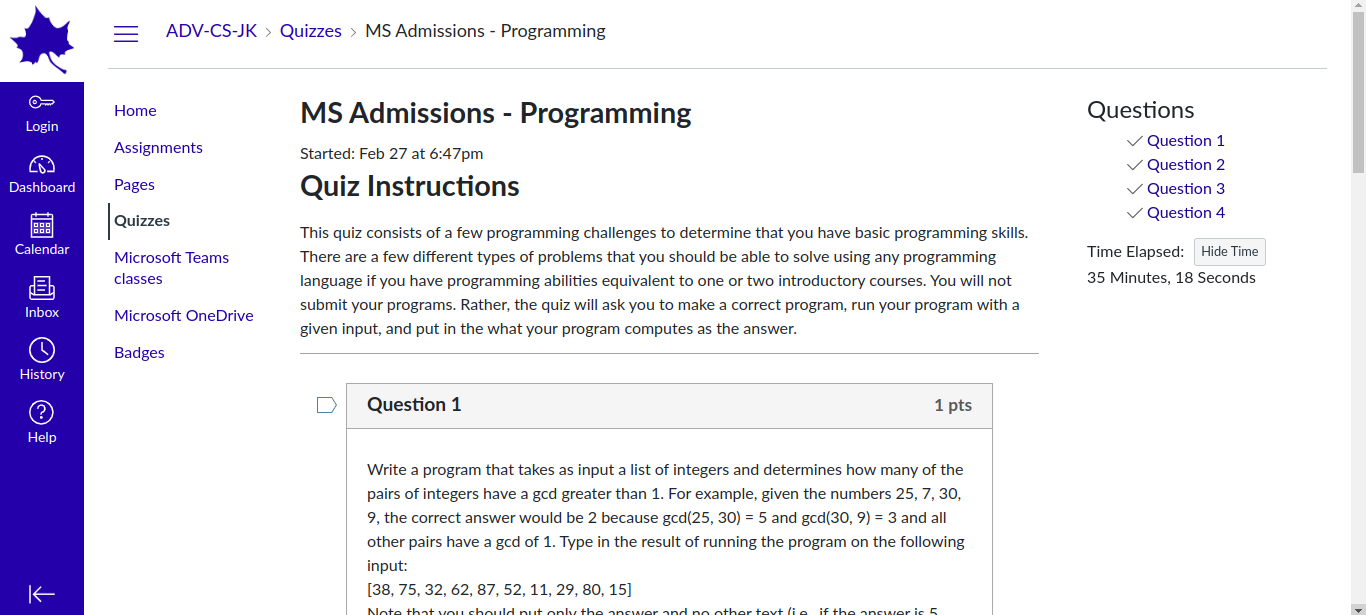 ADV-CS-JK > Quizzes > MS Admissions - Programming
Login
Dashboard
Calendar
Inbox
History
Help
Home
Assignments
Pages
Quizzes
Microsoft Teams
classes
Microsoft OneDrive
Badges
MS Admissions - Programming
Started: Feb 27 at 6:47pm
Quiz Instructions
This quiz consists of a few programming challenges to determine that you have basic programming skills.
There are a few different types of problems that you should be able to solve using any programming
language if you have programming abilities equivalent to one or two introductory courses. You will not
submit your programs. Rather, the quiz will ask you to make a correct program, run your program with a
given input, and put in the what your program computes as the answer.
Question 1 1 pts
Write a program that takes as input a list of integers and determines how many of the
pairs of integers have a gcd greater than 1. For example, given the numbers 25, 7, 30,
9, the correct answer would be 2 because gcd(25, 30) = 5 and gcd(30, 9) = 3 and all
other pairs have a gcd of 1. Type in the result of running the program on the following
input:
[38, 75, 32, 62, 87, 52, 11, 29, 80, 15]
Note that you should put only the answer and no other text (i.e., if the answer is 5,
Questions
Question 1
Question 2
Question 3
Question 4
Time Elapsed: Hide Time
35 Minutes, 18 Seconds